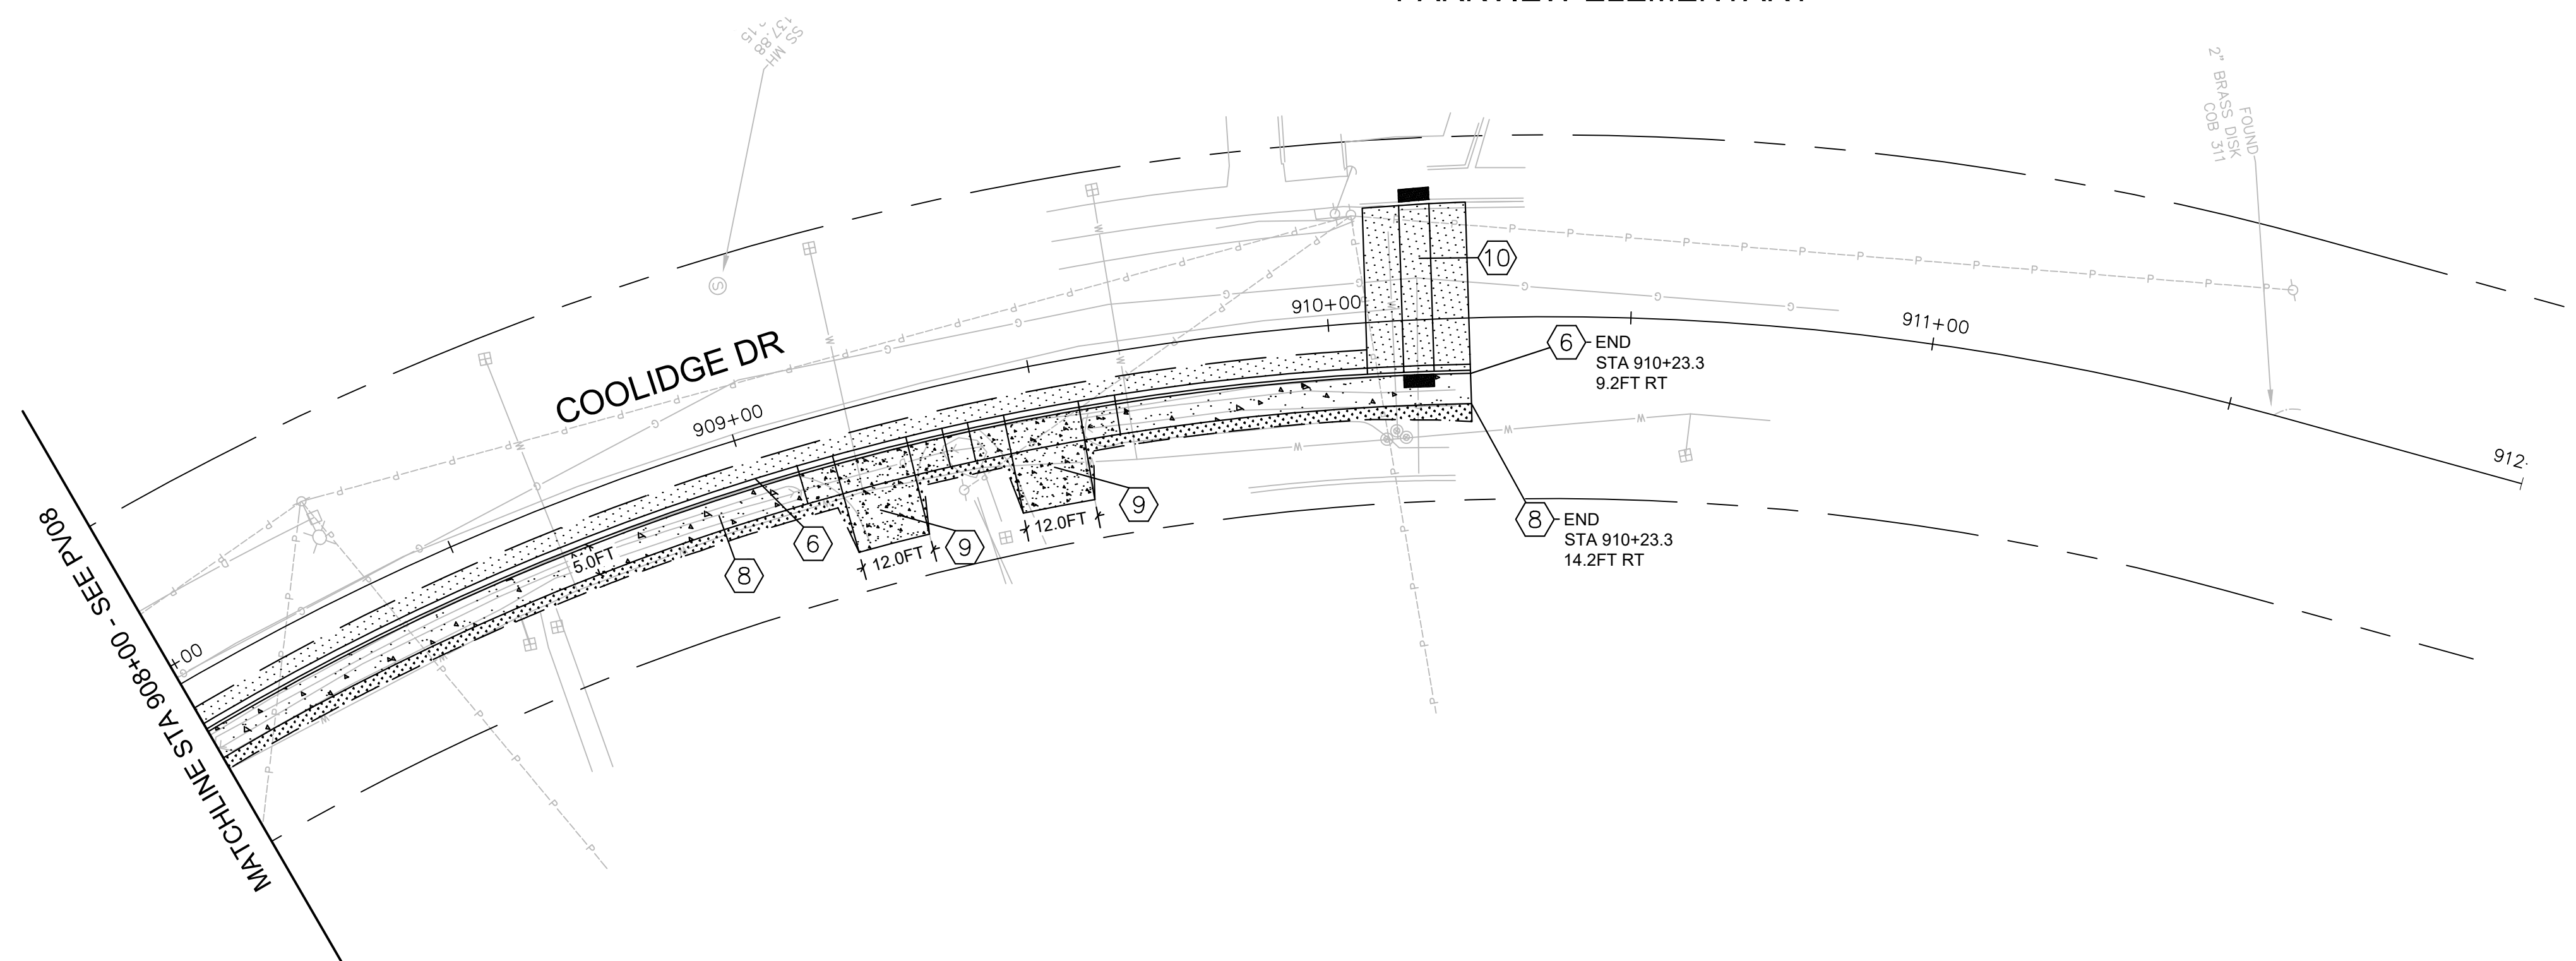 SS MH
137.88
FOUND
2" BRASS DISK
COB 311
COOLIDGE DR
909+00
910+00
911+00
912
+00
10
6
END
STA 910+23.3
9.2FT RT
8
END
STA 910+23.3
14.2FT RT
9
12.0FT
9
12.0FT
6
8
5.0FT
MATCHLINE STA 908+00 - SEE PV08
S
P
G
W